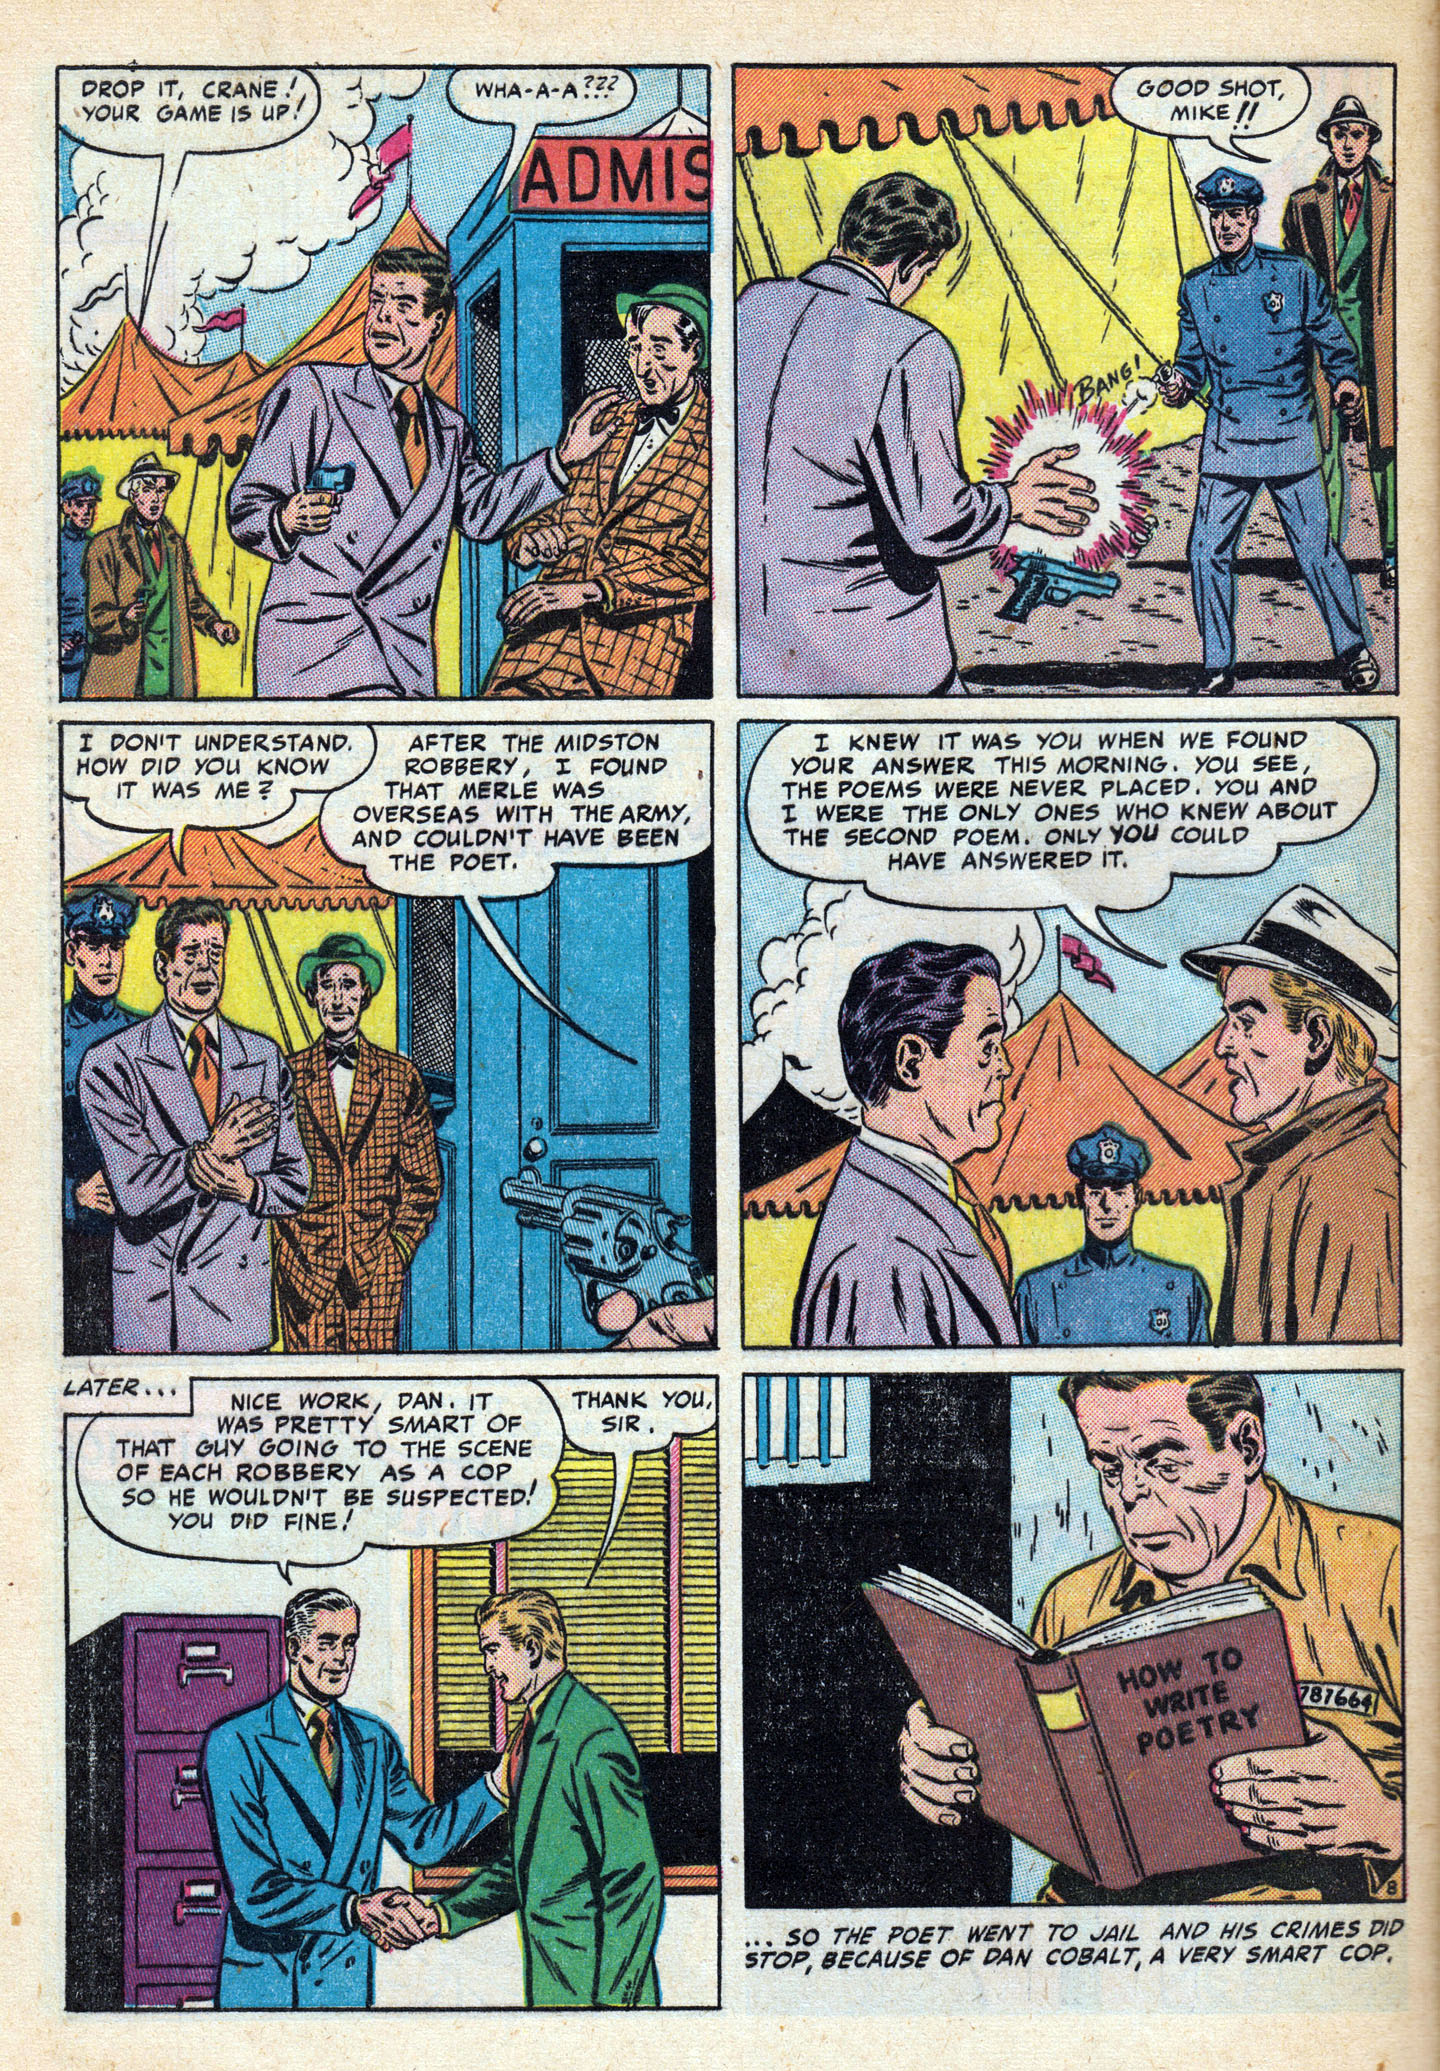 DROP IT, CRANE!
YOUR GAME IS UP!
WHA-A-A???
ADMIS
GOOD SHOT,
MIKE!!
BANG!
I DON'T UNDERSTAND.
HOW DID YOU KNOW
IT WAS ME?
AFTER THE MIDSTON
ROBBERY, I FOUND
THAT MERLE WAS
OVERSEAS WITH THE ARMY,
AND COULDN'T HAVE BEEN
THE POET.
I KNEW IT WAS YOU WHEN WE FOUND
YOUR ANSWER THIS MORNING. YOU SEE,
THE POEMS WERE NEVER PLACED. YOU AND
I WERE THE ONLY ONES WHO KNEW ABOUT
THE SECOND POEM. ONLY YOU COULD
HAVE ANSWERED IT.
LATER...
NICE WORK, DAN. IT
WAS PRETTY SMART OF
THAT GUY GOING TO THE SCENE
OF EACH ROBBERY AS A COP
SO HE WOULDN'T BE SUSPECTED!
YOU DID FINE!
THANK YOU,
SIR.
HOW TO
WRITE
POETRY
787664
8
... SO THE POET WENT TO JAIL AND HIS CRIMES DID
STOP, BECAUSE OF DAN COBALT, A VERY SMART COP.